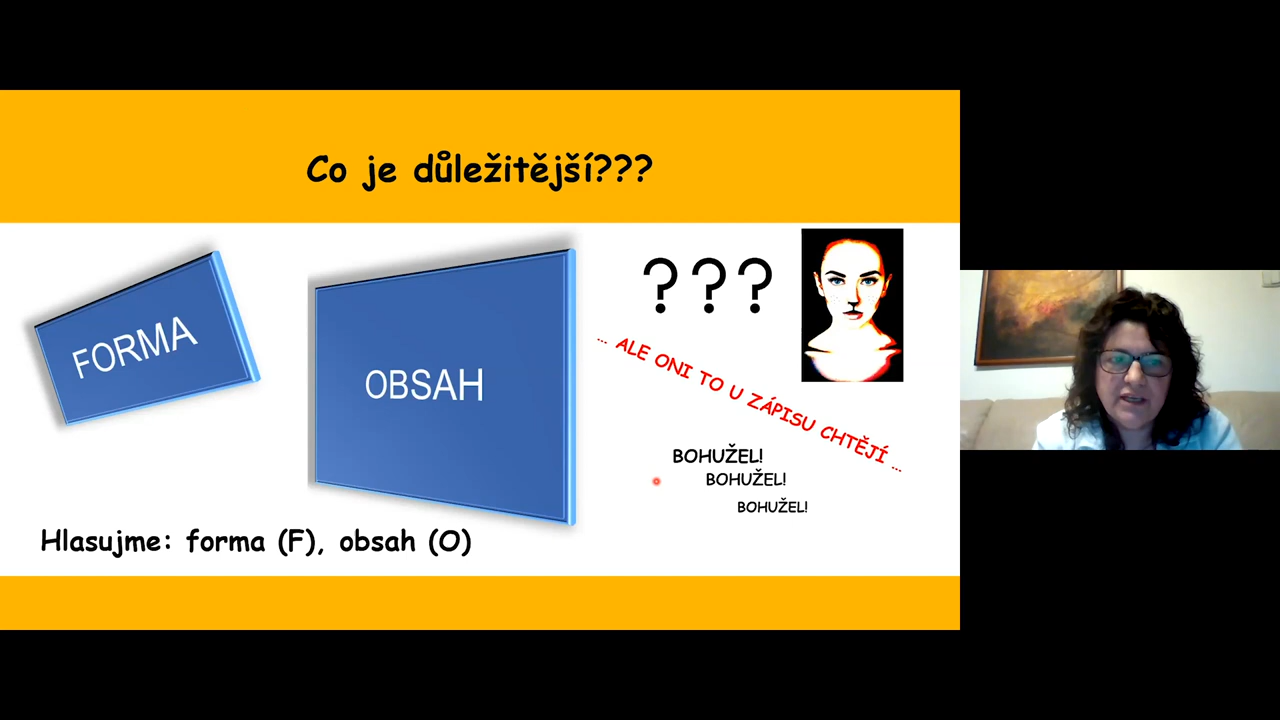 Co je důležitější???
FORMA
OBSAH
???
... ALE ONI TO U ZÁPISU CHTĚJÍ ...
BOHUŽEL!
BOHUŽEL!
BOHUŽEL!
Hlasujme: forma (F), obsah (O)